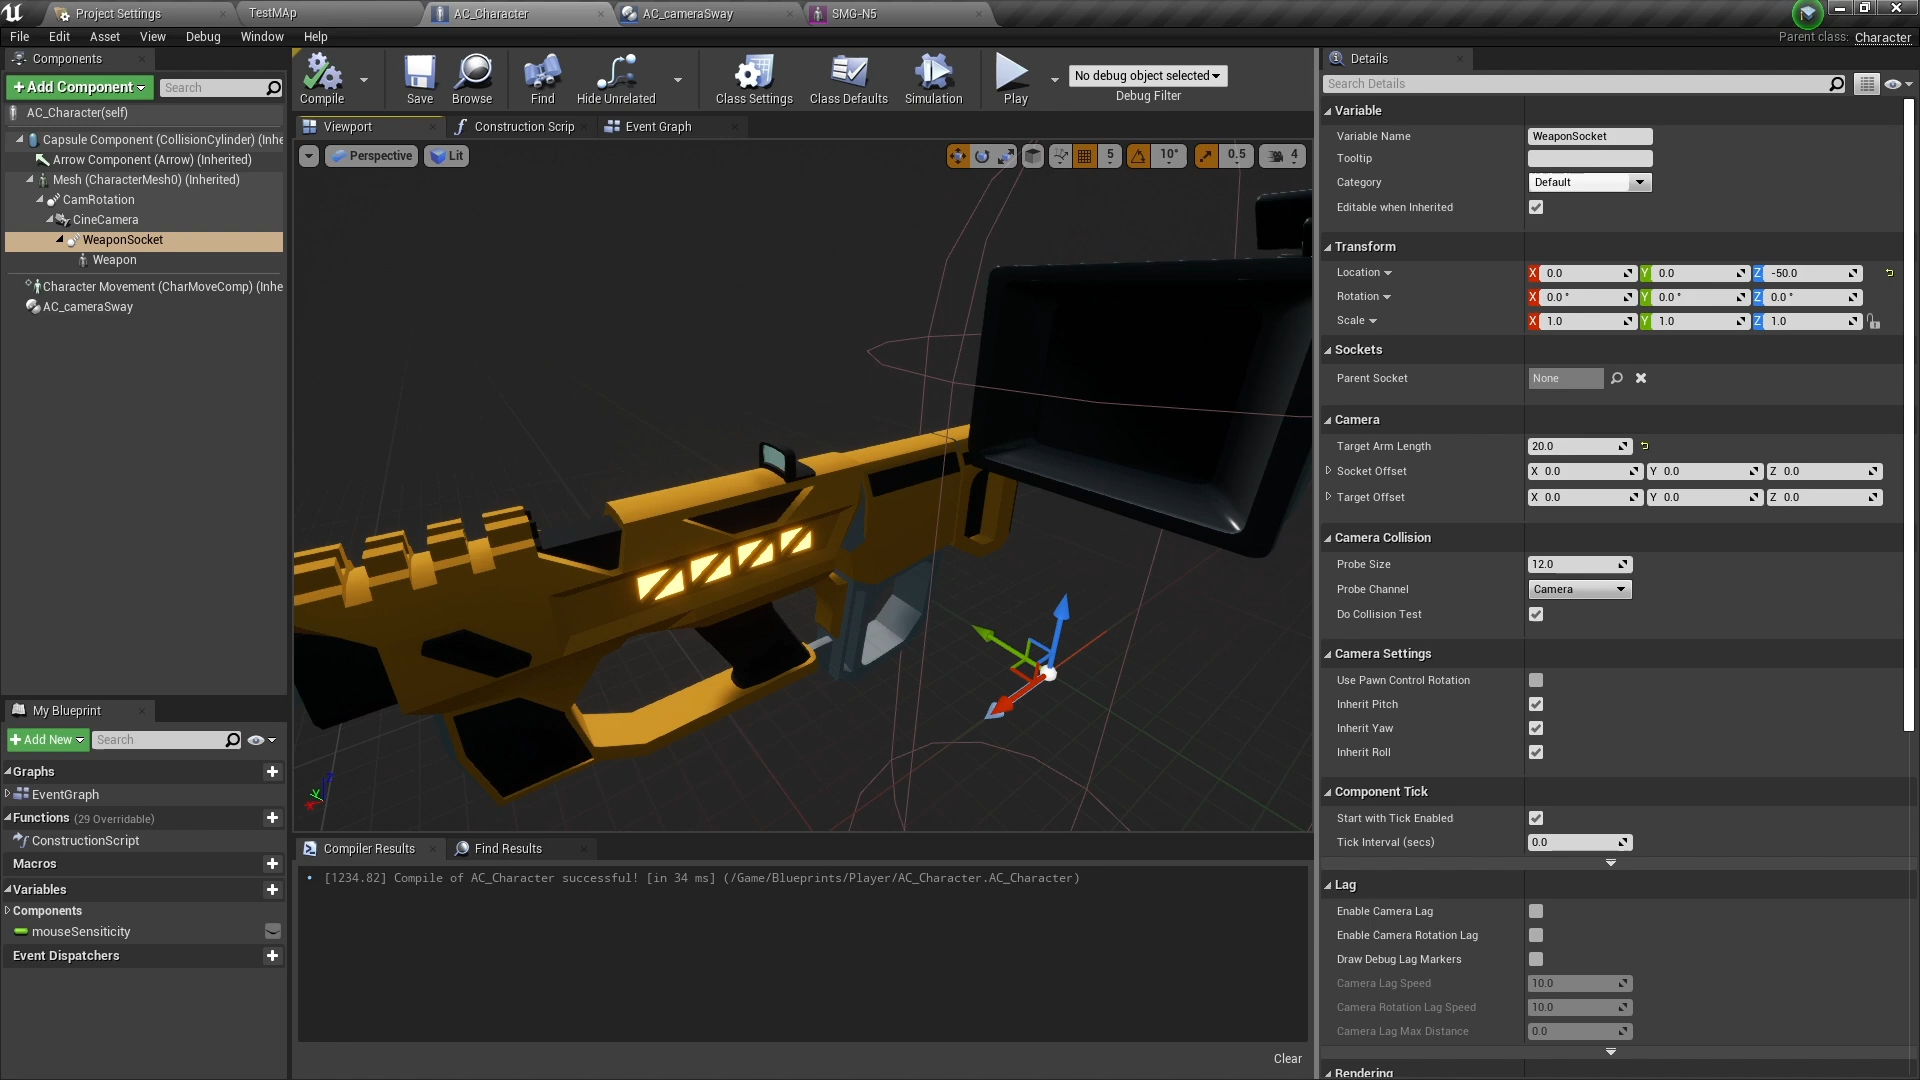 Project Settings
TestMAp
AC_Character
AC_cameraSway
SMG-N5
File
Edit
Asset
View
Debug
Window
Help
Parent class: Character
Components
+Add Component
Search
AC_Character(self)
Capsule Component (CollisionCylinder) (Inhe
Arrow Component (Arrow) (Inherited)
Mesh (CharacterMesh0) (Inherited)
CamRotation
CineCamera
WeaponSocket
Weapon
Character Movement (CharMoveComp) (Inhe
AC_cameraSway
My Blueprint
+Add New
Search
Graphs
EventGraph
Functions (29 Overridable)
ConstructionScript
Macros
Variables
Components
mouseSensiticity
Event Dispatchers
Compile
Save
Browse
Find
Hide Unrelated
Class Settings
Class Defaults
Simulation
Play
No debug object selected
Debug Filter
Viewport
Construction Scrip
Event Graph
Perspective
Lit
5
10°
0.5
4
Compiler Results
Find Results
[1234.82] Compile of AC_Character successful! [in 34 ms] (/Game/Blueprints/Player/AC_Character.AC_Character)
Clear
Details
Search Details
Variable
Variable Name WeaponSocket
Tooltip
Category Default
Editable when Inherited
Transform
Location X 0.0 Y 0.0 Z -50.0
Rotation X 0.0 ° Y 0.0 ° Z 0.0 °
Scale X 1.0 Y 1.0 Z 1.0
Sockets
Parent Socket None
Camera
Target Arm Length 20.0
Socket Offset X 0.0 Y 0.0 Z 0.0
Target Offset X 0.0 Y 0.0 Z 0.0
Camera Collision
Probe Size 12.0
Probe Channel Camera
Do Collision Test
Camera Settings
Use Pawn Control Rotation
Inherit Pitch
Inherit Yaw
Inherit Roll
Component Tick
Start with Tick Enabled
Tick Interval (secs) 0.0
Lag
Enable Camera Lag
Enable Camera Rotation Lag
Draw Debug Lag Markers
Camera Lag Speed 10.0
Camera Rotation Lag Speed 10.0
Camera Lag Max Distance 0.0
Rendering